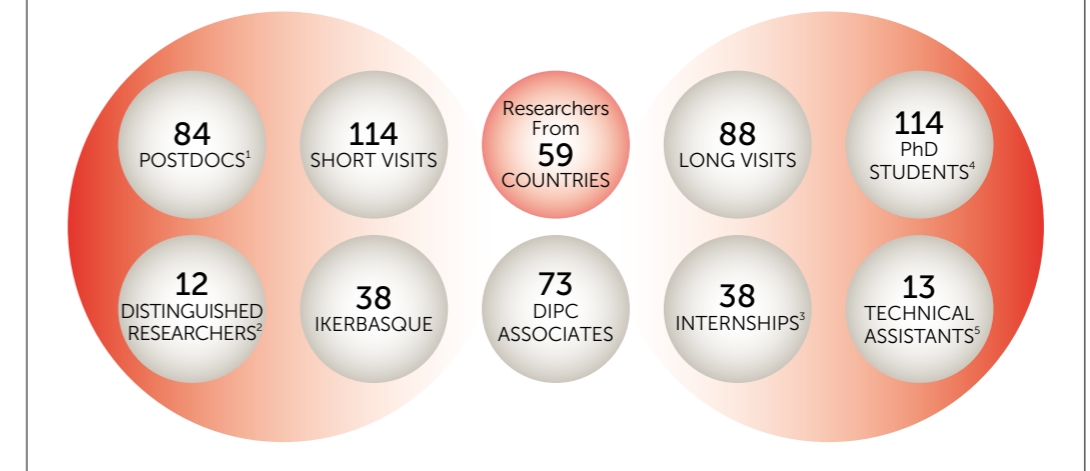 84
POSTDOCS¹
114
SHORT VISITS
Researchers
From
59
COUNTRIES
88
LONG VISITS
114
PhD
STUDENTS⁴
12
DISTINGUISHED
RESEARCHERS²
38
IKERBASQUE
73
DIPC
ASSOCIATES
38
INTERNSHIPS³
13
TECHNICAL
ASSISTANTS⁵